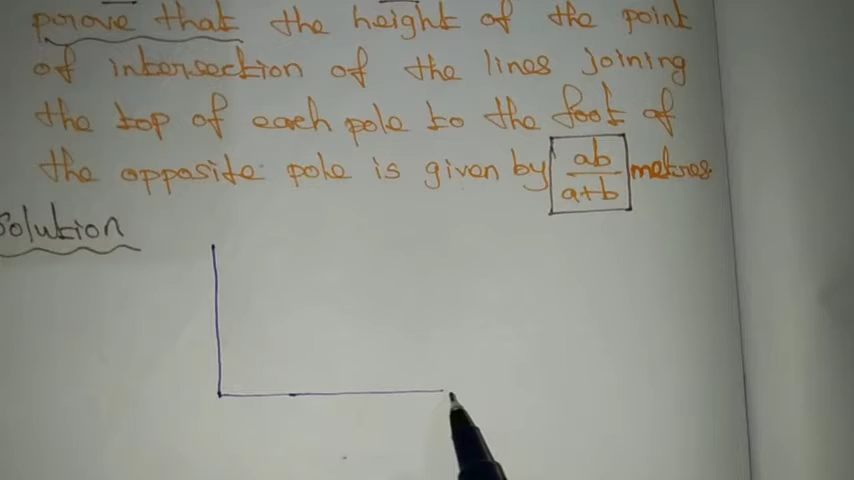 prove that the height of the point
of intersection of the lines joining
the top of each pole to the foot of
the opposite pole is given by ab/a+b metres.
Solution